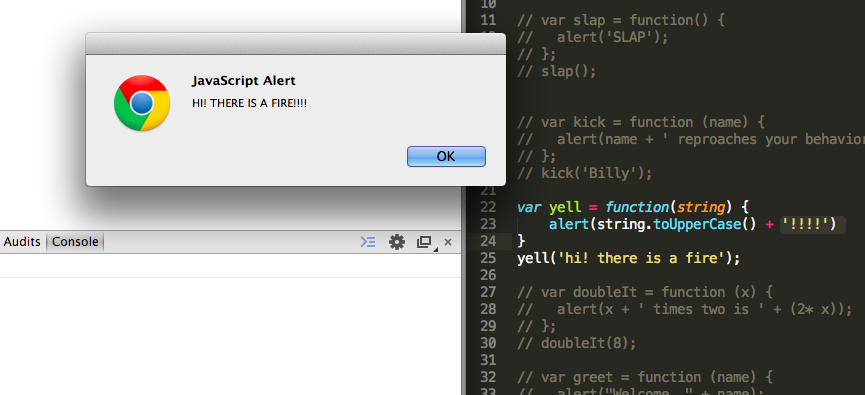 JavaScript Alert
HI! THERE IS A FIRE!!!!
OK
Audits Console
10
11 // var slap = function() {
// alert('SLAP');
// };
// slap();
// var kick = function (name) {
// alert(name + ' reproaches your behavior
// };
// kick('Billy');
21
22 var yell = function(string) {
23 alert(string.toUpperCase() + '!!!!')
24 }
25 yell('hi! there is a fire');
26
27 // var doubleIt = function (x) {
28 // alert(x + ' times two is ' + (2* x));
29 // };
30 // doubleIt(8);
31
32 // var greet = function (name) {
33 // alert("Welcome, " + name);